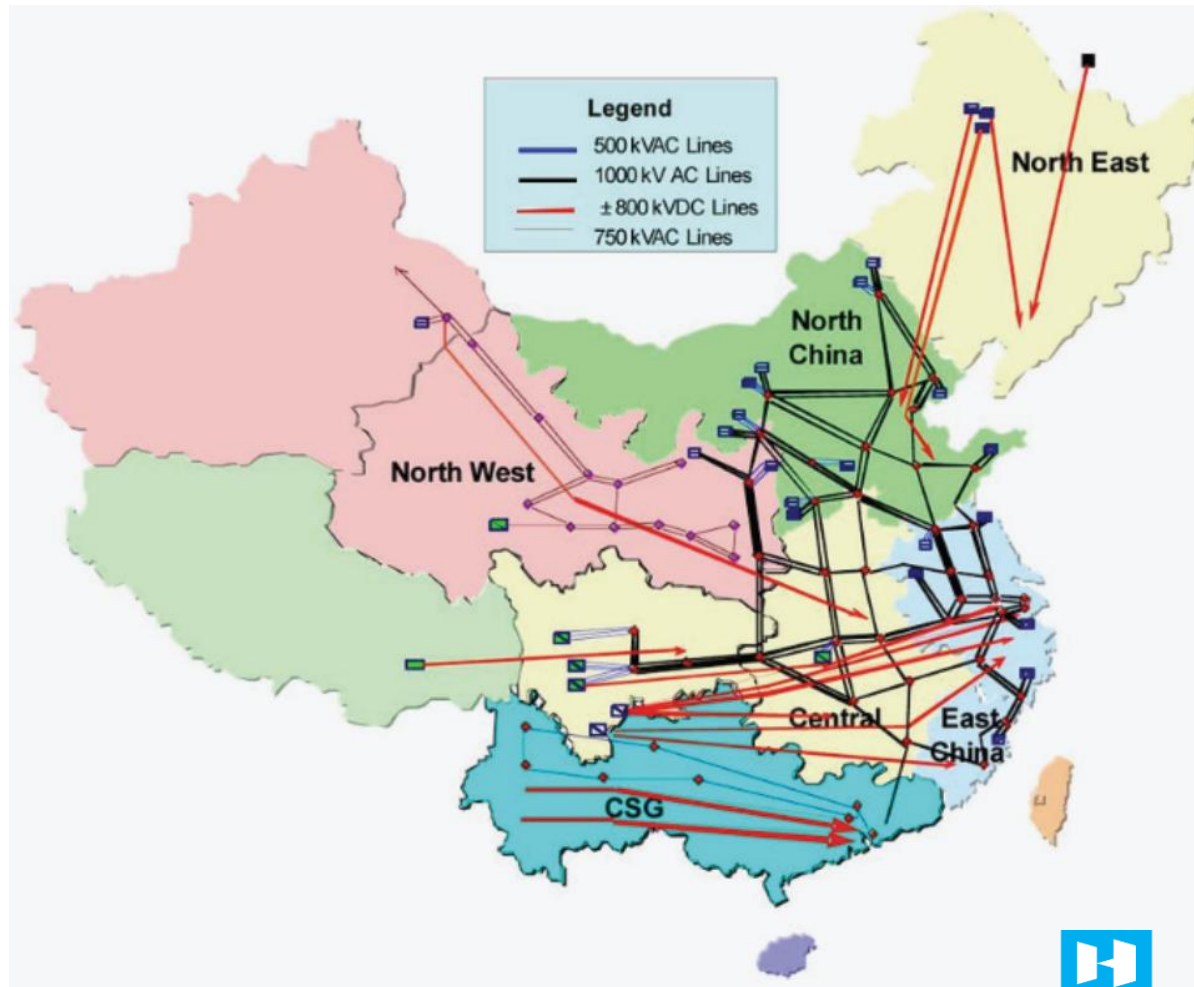 Legend
500 kVAC Lines
1000 kV AC Lines
±800 kVDC Lines
750 kVAC Lines
North East
North
China
North West
Central
East
China
CSG